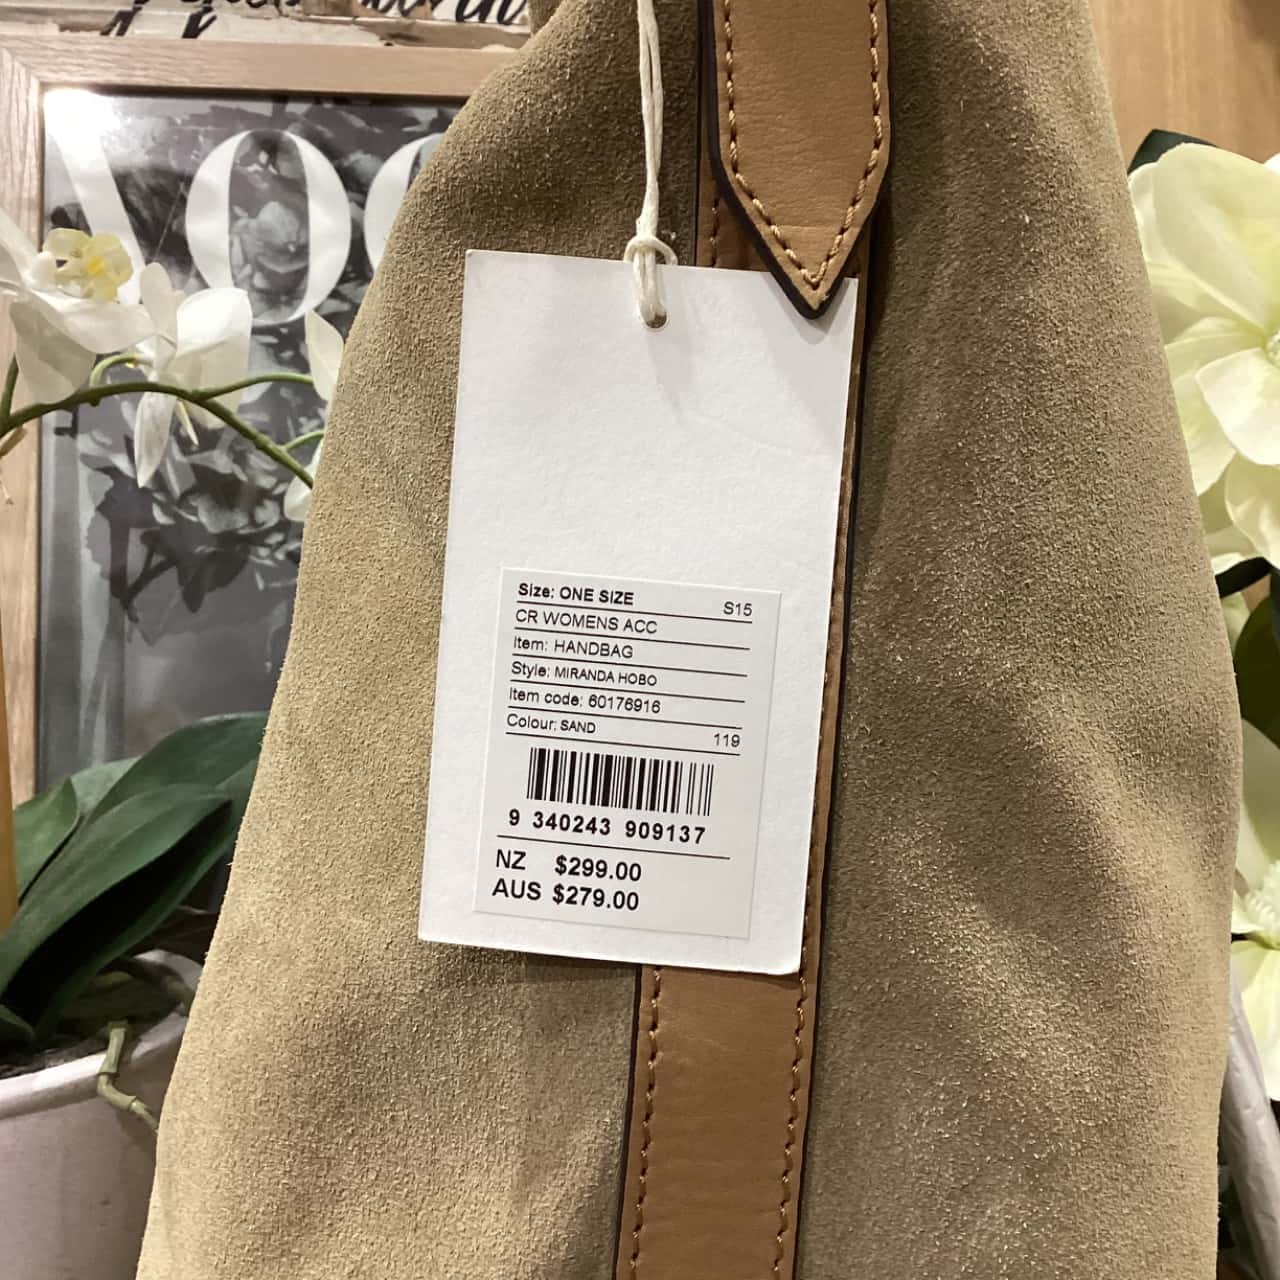 VOG
Size: ONE SIZE S15
CR WOMENS ACC
Item: HANDBAG
Style: MIRANDA HOBO
Item code: 60176916
Colour: SAND 119
9 340243 909137
NZ $299.00
AUS $279.00